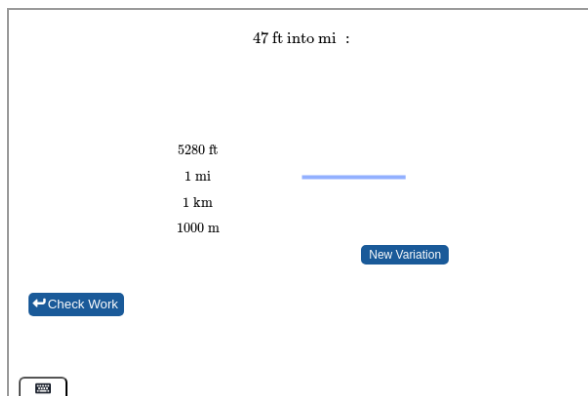 47 ft into mi :
5280 ft
1 mi
1 km
1000 m
New Variation
Check Work